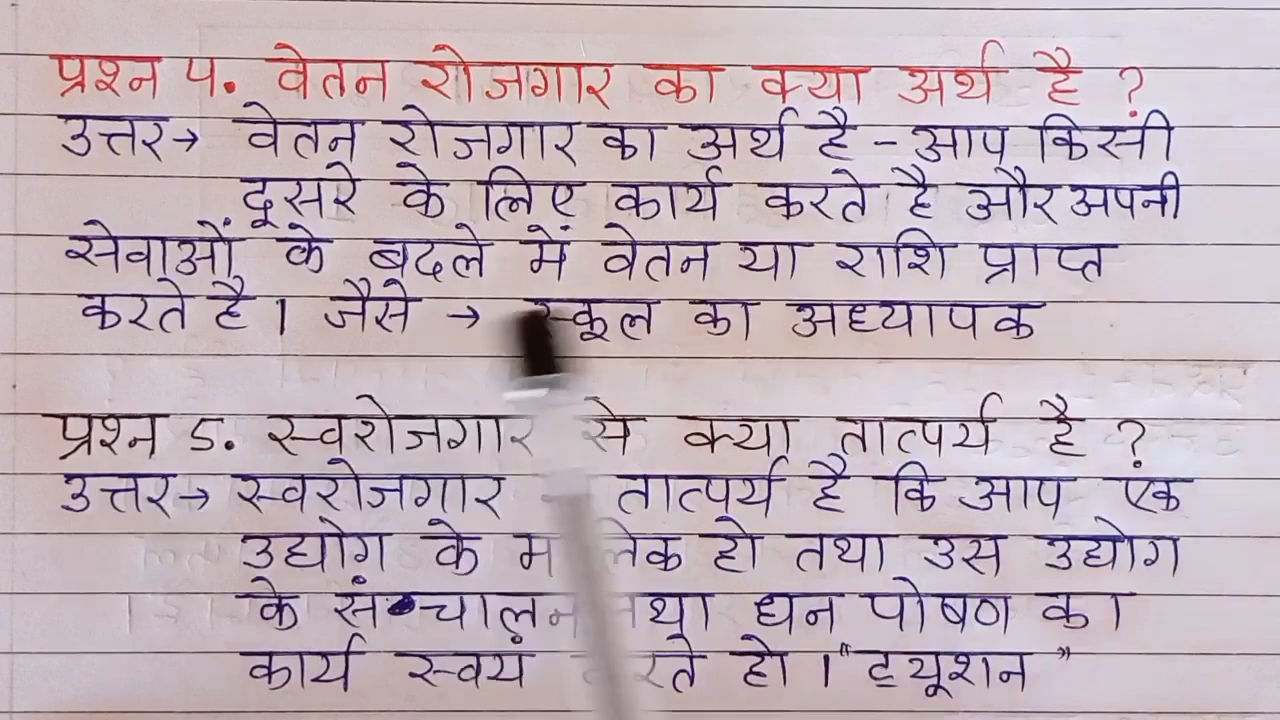 प्रश्न 4. वेतन रोजगार का क्या अर्थ है ?
उत्तर→ वेतन रोजगार का अर्थ है - आप किसी
दूसरे के लिए कार्य करते है और अपनी
सेवाओं के बदले में वेतन या राशि प्राप्त
करते है । जैसे → स्कूल का अध्यापक
प्रश्न 5. स्वरोजगार से क्या तात्पर्य है ?
उत्तर→ स्वरोजगार तात्पर्य है कि आप एक
उद्योग के हो तथा उस उद्योग
के संचालन धन पोषण का
कार्य स्वयं हो । "ट्यूशन"